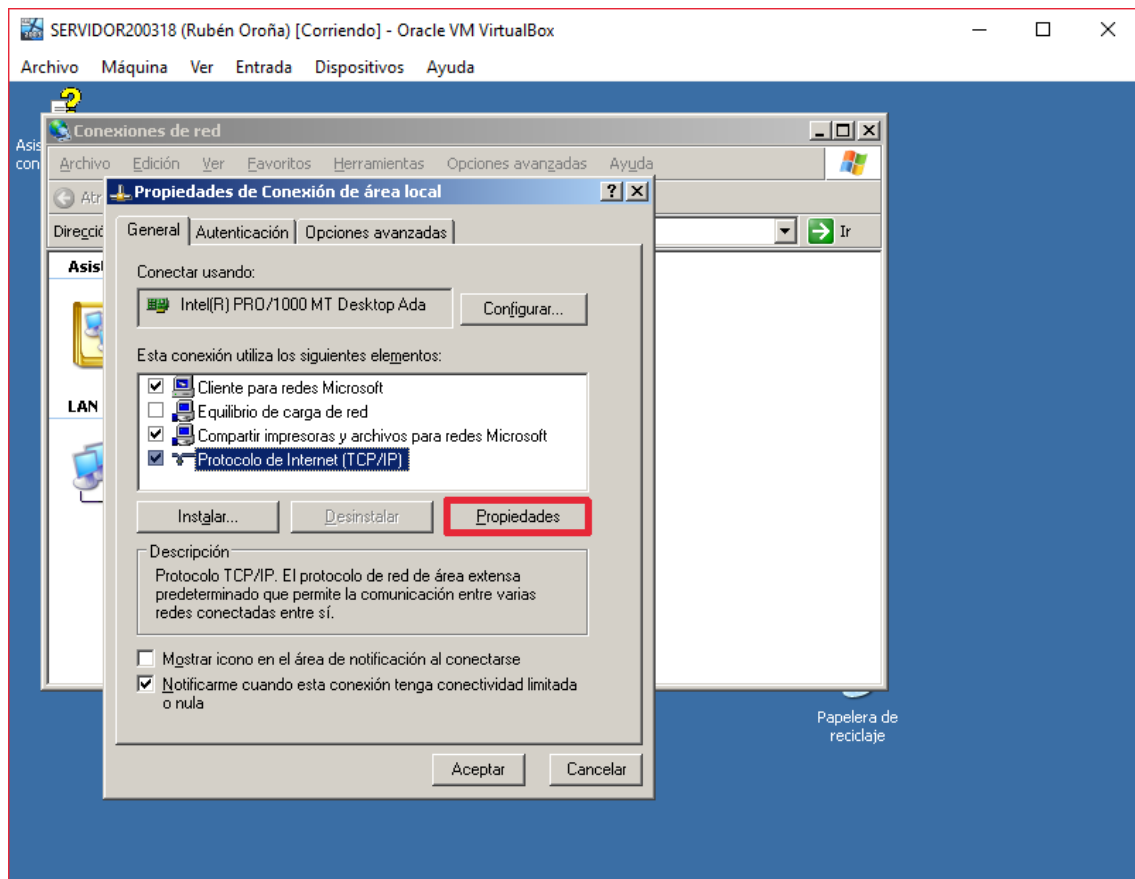 SERVIDOR200318 (Rubén Oroña) [Corriendo] - Oracle VM VirtualBox
Archivo Máquina Ver Entrada Dispositivos Ayuda
Conexiones de red
Archivo Edición Ver Favoritos Herramientas Opciones avanzadas Ayuda
Propiedades de Conexión de área local
General Autenticación Opciones avanzadas
Ir
Conectar usando:
Intel(R) PRO/1000 MT Desktop Ada
Configurar...
Esta conexión utiliza los siguientes elementos:
Cliente para redes Microsoft
Equilibrio de carga de red
LAN
Compartir impresoras y archivos para redes Microsoft
Protocolo de Internet (TCP/IP)
Instalar... Desinstalar Propiedades
Descripción
Protocolo TCP/IP. El protocolo de red de área extensa
predeterminado que permite la comunicación entre varias
redes conectadas entre sí.
Mostrar icono en el área de notificación al conectarse
Notificarme cuando esta conexión tenga conectividad limitada
o nula
Aceptar Cancelar
Papelera de
reciclaje